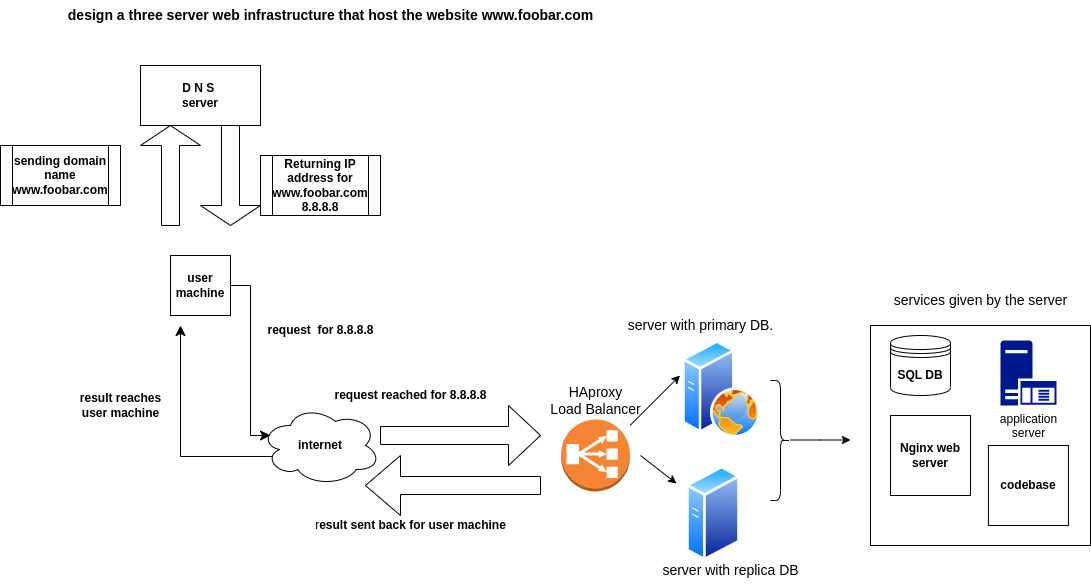 design a three server web infrastructure that host the website www.foobar.com
D N S
server
sending domain
name
www.foobar.com
Returning IP
address for
www.foobar.com
8.8.8.8
user
machine
request for 8.8.8.8
result reaches
user machine
internet
request reached for 8.8.8.8
result sent back for user machine
HAproxy
Load Balancer
server with primary DB.
server with replica DB
services given by the server
SQL DB
application
server
Nginx web
server
codebase